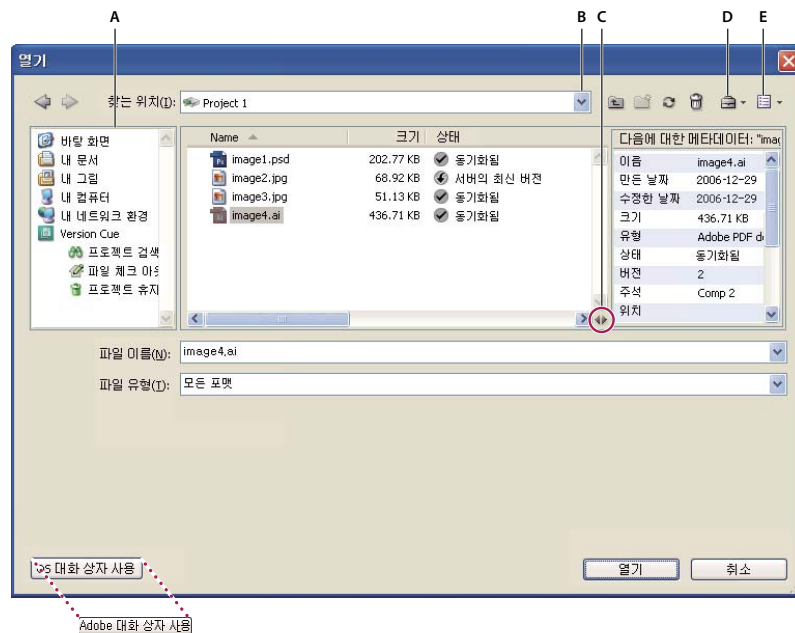 A B C D E
열기
찾는 위치(I): Project 1
바탕 화면
내 문서
내 그림
내 컴퓨터
내 네트워크 환경
Version Cue
프로젝트 검색
파일 체크 아웃
프로젝트 휴지
Name 크기 상태
image1.psd 202.77 KB 동기화됨
image2.jpg 68.92 KB 서버의 최신 버전
image3.jpg 51.13 KB 동기화됨
image4.ai 436.71 KB 동기화됨
다음에 대한 메타데이터: "imag
이름 image4.ai
만든 날짜 2006-12-29
수정한 날짜 2006-12-29
크기 436.71 KB
유형 Adobe PDF d
상태 동기화됨
버전 2
주석 Comp 2
위치
파일 이름(N): image4.ai
파일 유형(T): 모든 포맷
OS 대화 상자 사용
열기 취소
Adobe 대화 상자 사용